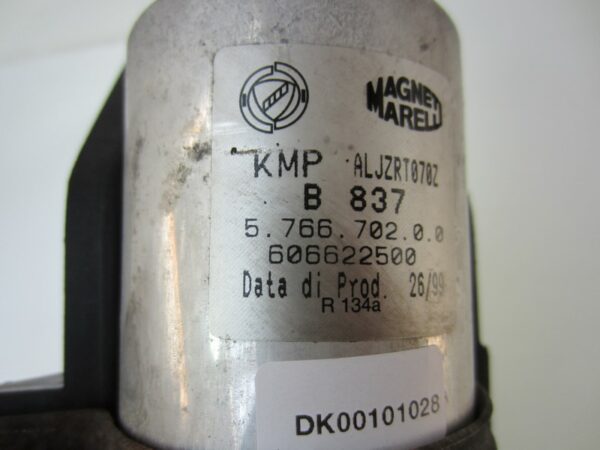 MAGNETI
MARELLI
KMP ALJZRT070Z
B 837
5.766.702.0.0
606622500
Data di Prod. 26/99
R 134a
DK00101028